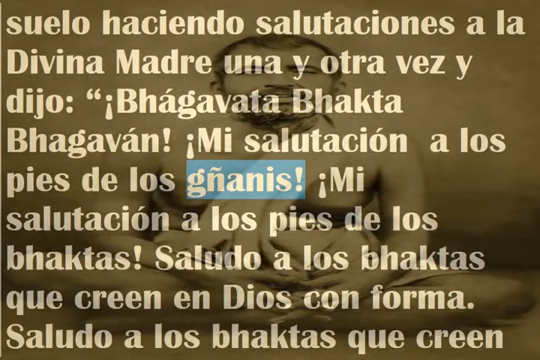 suelo haciendo salutaciones a la
Divina Madre una y otra vez y
dijo: “¡Bhágavata Bhakta
Bhagaván! ¡Mi salutación a los
pies de los gñanis! ¡Mi
salutación a los pies de los
bhaktas! Saludo a los bhaktas
que creen en Dios con forma.
Saludo a los bhaktas que creen